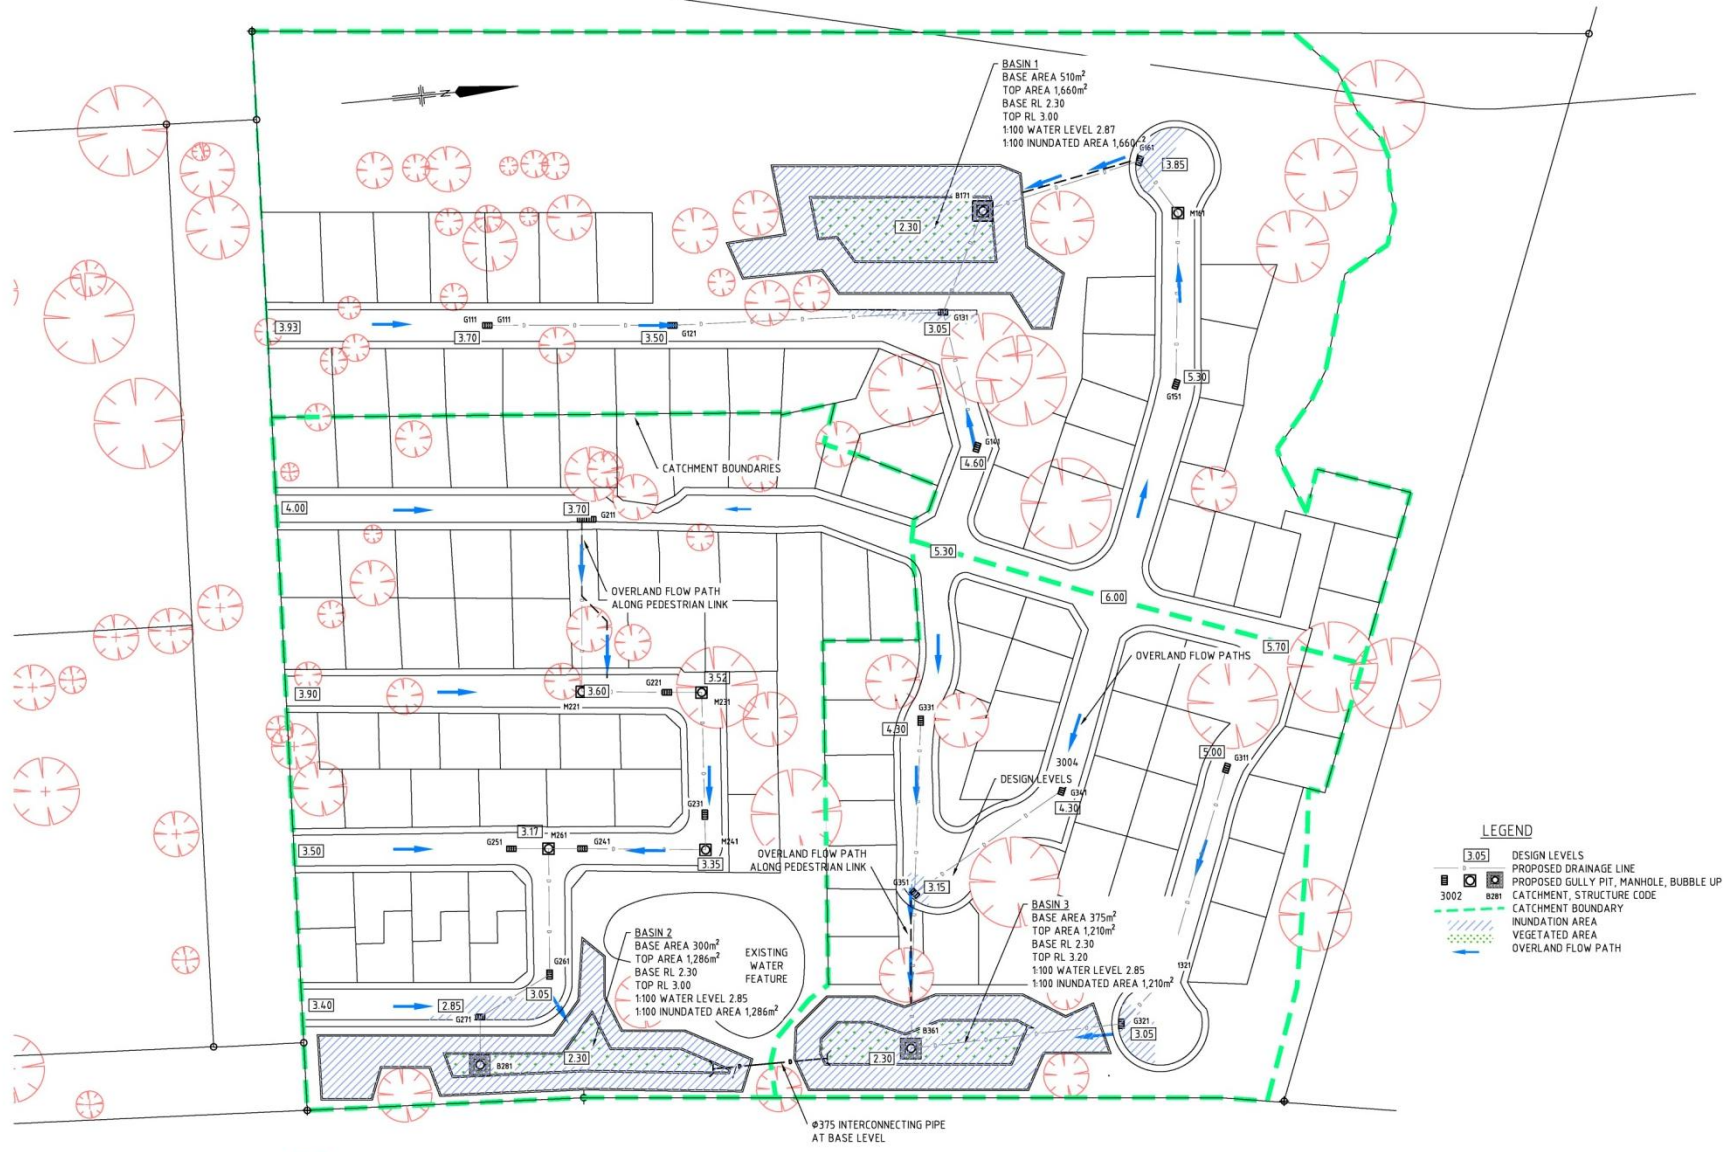 BASIN 1
BASE AREA 510m²
TOP AREA 1,660m²
BASE RL 2.30
TOP RL 3.00
1:100 WATER LEVEL 2.87
1:100 INUNDATED AREA 1,660m²
N
G161
3.85
B171
M161
2.30
3.93
G111
G111
3.70
3.50
G121
3.05
G131
5.30
G151
G141
4.60
CATCHMENT BOUNDARIES
4.00
3.70
G211
5.30
OVERLAND FLOW PATH
ALONG PEDESTRIAN LINK
6.00
5.70
OVERLAND FLOW PATHS
3.90
3.60
G221
3.52
M221
M231
G331
4.30
5.00
G311
3004
DESIGN LEVELS
G341
4.30
G231
3.17
M261
3.50
G251
G241
M241
3.35
OVERLAND FLOW PATH
ALONG PEDESTRIAN LINK
G351
3.15
LEGEND
3.05 DESIGN LEVELS
PROPOSED DRAINAGE LINE
PROPOSED GULLY PIT, MANHOLE, BUBBLE UP
3002 B281 CATCHMENT, STRUCTURE CODE
CATCHMENT BOUNDARY
INUNDATION AREA
VEGETATED AREA
OVERLAND FLOW PATH
BASIN 2
BASE AREA 300m²
TOP AREA 1,286m²
BASE RL 2.30
TOP RL 3.00
1:100 WATER LEVEL 2.85
1:100 INUNDATED AREA 1,286m²
EXISTING
WATER
FEATURE
BASIN 3
BASE AREA 375m²
TOP AREA 1,210m²
BASE RL 2.30
TOP RL 3.20
1:100 WATER LEVEL 2.85
1:100 INUNDATED AREA 1,210m²
G261
3.05
3.40
2.85
G271
1321
G321
3.05
B281
2.30
B361
2.30
Φ375 INTERCONNECTING PIPE
AT BASE LEVEL